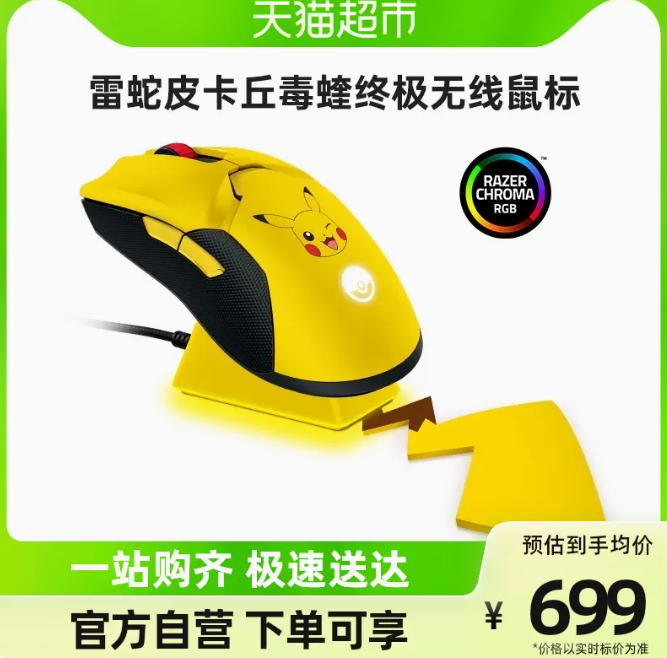 天猫超市
雷蛇皮卡丘毒蝰终极无线鼠标
RAZER
CHROMA
RGB
™
一站购齐 极速送达
官方自营 下单可享
预估到手均价
¥ 699
*价格以实时标价为准